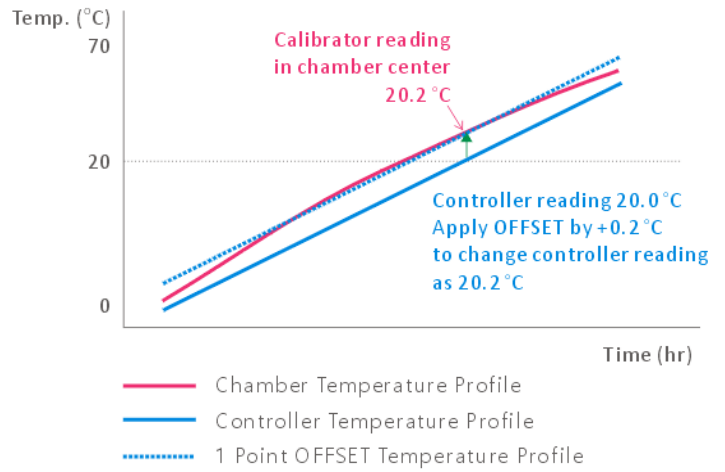 Temp. (°C)
70
Calibrator reading
in chamber center
20.2 °C
20
Controller reading 20.0 °C
Apply OFFSET by +0.2 °C
to change controller reading
as 20.2 °C
0
Time (hr)
Chamber Temperature Profile
Controller Temperature Profile
1 Point OFFSET Temperature Profile